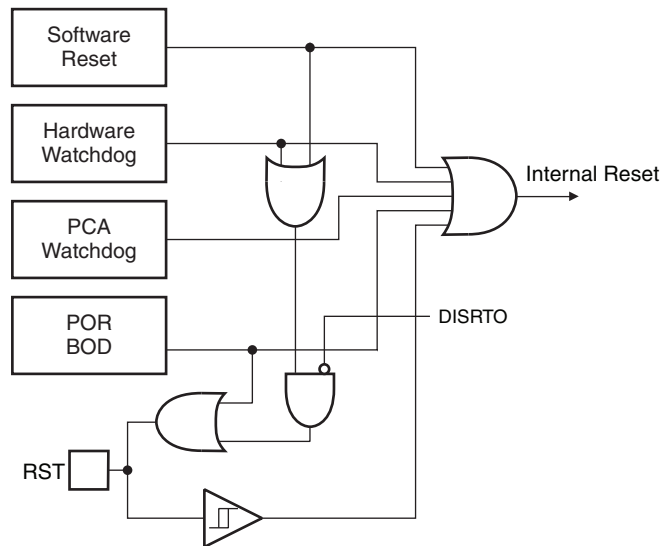 Software
Reset
Hardware
Watchdog
Internal Reset
PCA
Watchdog
POR
BOD
DISRTO
RST